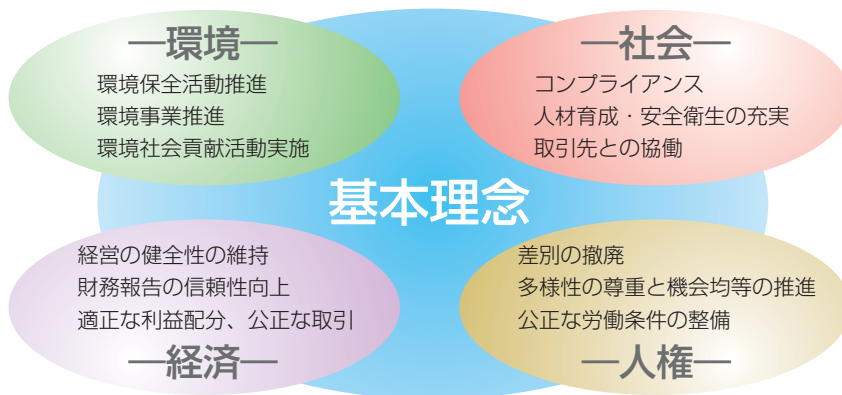 ―環境―
環境保全活動推進
環境事業推進
環境社会貢献活動実施
―社会―
コンプライアンス
人材育成・安全衛生の充実
取引先との協働
基本理念
経営の健全性の維持
財務報告の信頼性向上
適正な利益配分、公正な取引
―経済―
差別の撤廃
多様性の尊重と機会均等の推進
公正な労働条件の整備
―人権―